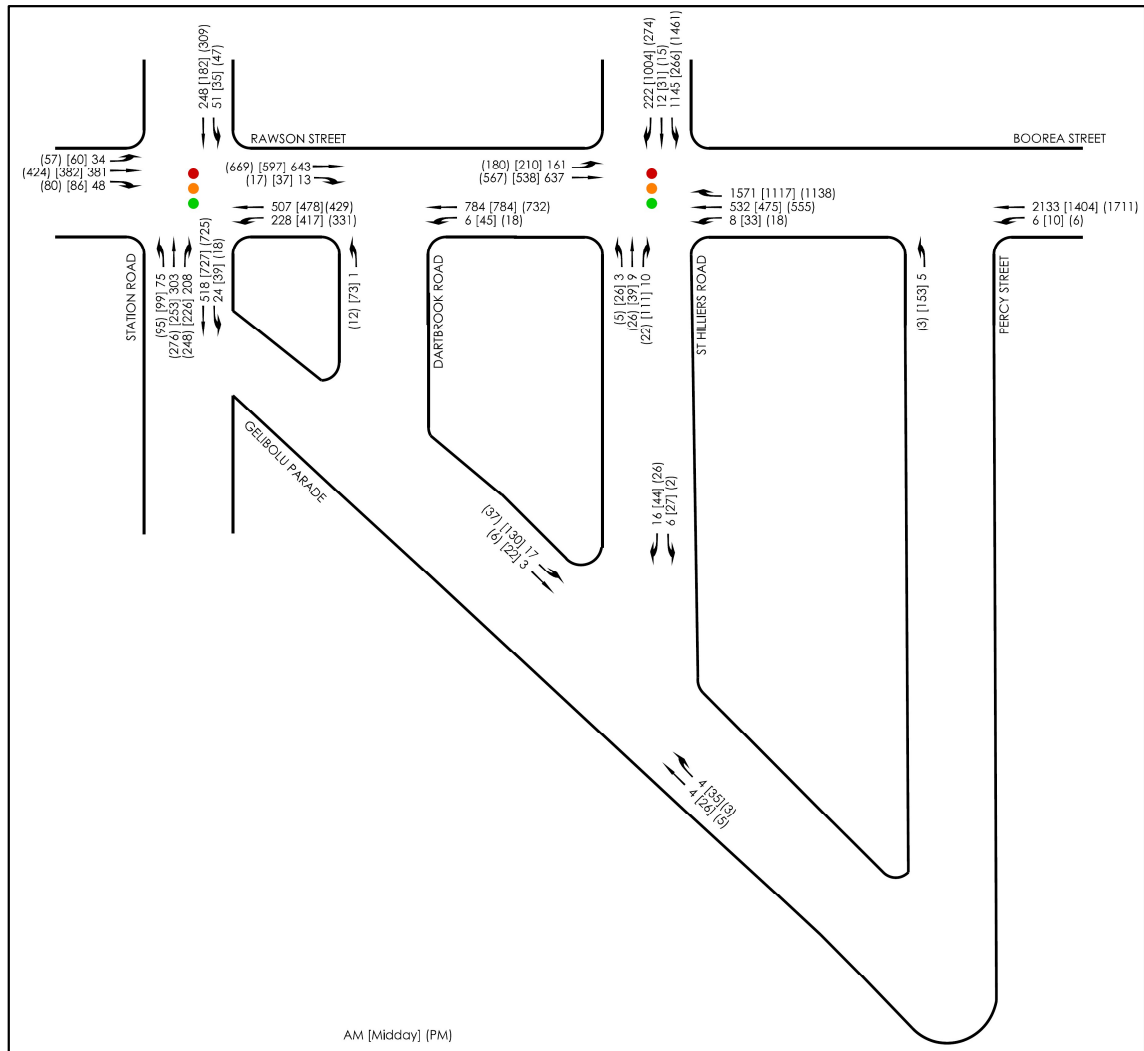 248 [182] (309)
51 [35] (47)
222 [1004] (274)
12 [31] (15)
1145 [266] (1461)
RAWSON STREET
BOOREA STREET
(57) [60] 34
(424) [382] 381
(80) [86] 48
(669) [597] 643
(17) [37] 13
(180) [210] 161
(567) [538] 637
1571 [1117] (1138)
532 [475] (555)
8 [33] (18)
507 [478](429)
228 [417] (331)
784 [784] (732)
6 [45] (18)
2133 [1404] (1711)
6 [10] (6)
STATION ROAD
(95) [99] 75
(276) [253] 303
(248) [226] 208
518 [727] (725)
24 [39] (18)
(12) [73] 1
DARTBROOK ROAD
(5) [26] 3
(26) [39] 9
(22) [111] 10
ST HILLIERS ROAD
(3) [153] 5
PERCY STREET
GELIBOLU PARADE
(37) [130] 17
(6) [22] 3
16 [44] (26)
6 [27] (2)
4 [35](3)
4 [26] (5)
AM [Midday] (PM)